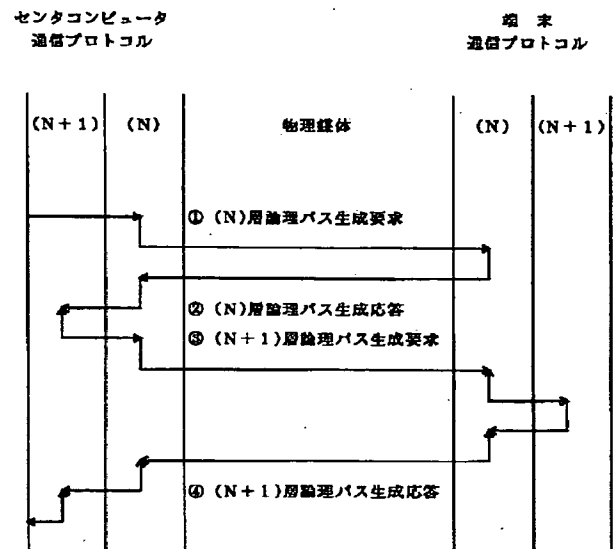 センタコンピュータ
通信プロトコル
端 末
通信プロトコル
(N+1)
(N)
物理媒体
(N)
(N+1)
① (N)層論理パス生成要求
② (N)層論理パス生成応答
③ (N+1)層論理パス生成要求
④ (N+1)層論理パス生成応答